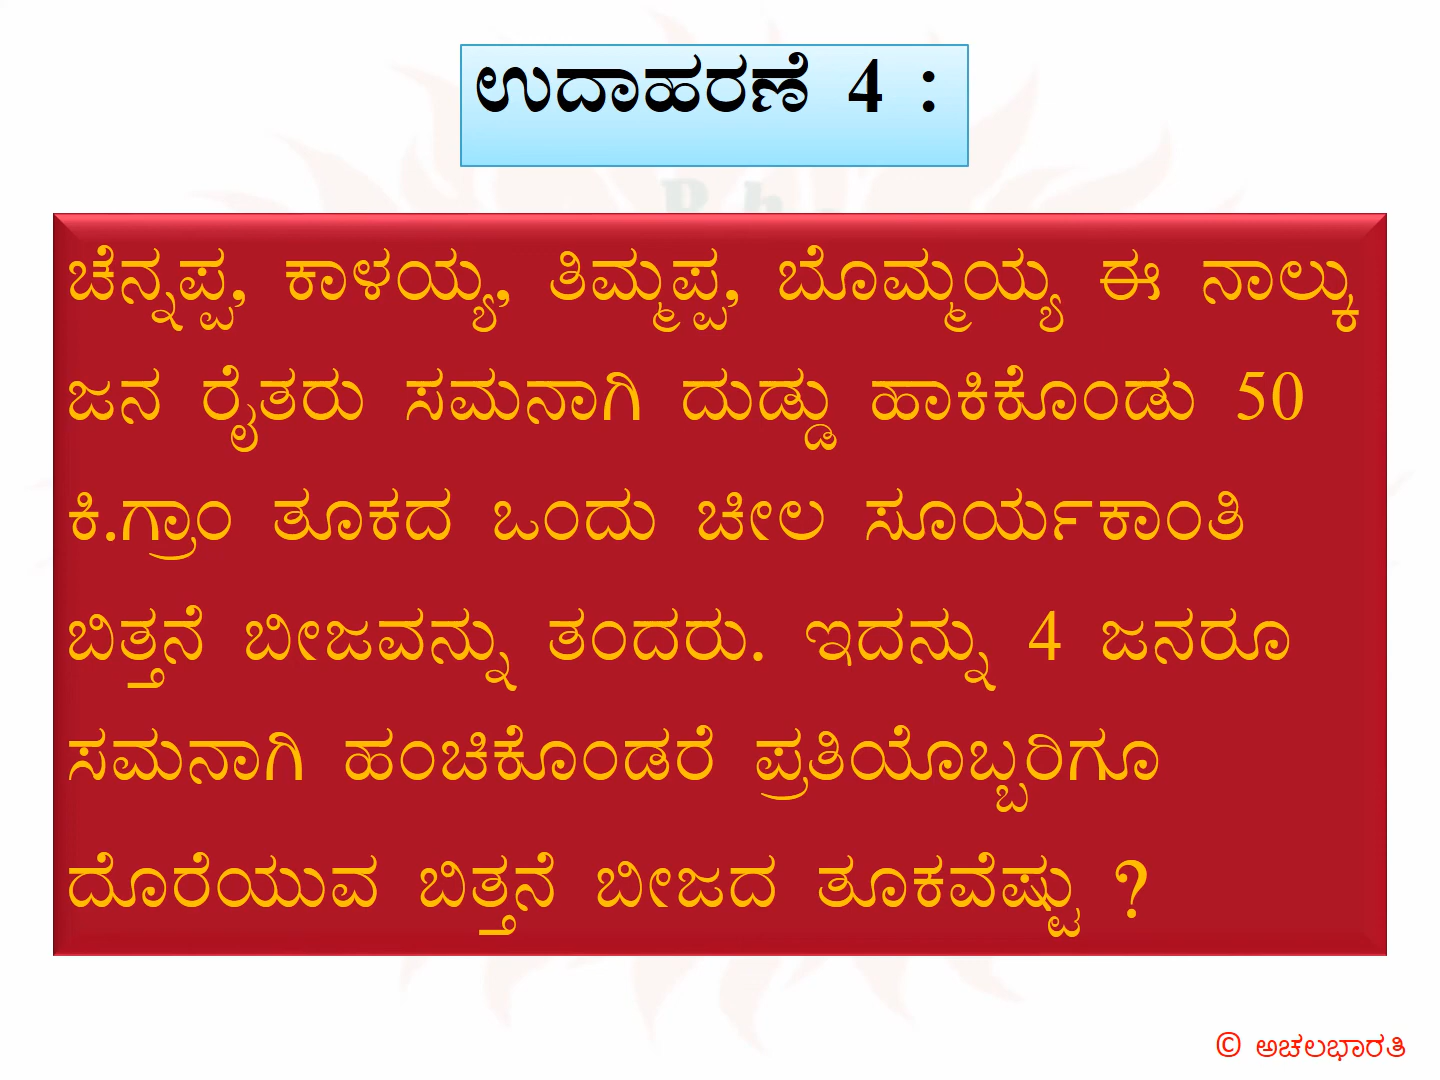 ಉದಾಹರಣೆ 4 :
ಚೆನ್ನಪ್ಪ, ಕಾಳಯ್ಯ, ತಿಮ್ಮಪ್ಪ, ಬೊಮ್ಮಯ್ಯ ಈ ನಾಲ್ಕು
ಜನ ರೈತರು ಸಮನಾಗಿ ದುಡ್ಡು ಹಾಕಿಕೊಂಡು 50
ಕಿ.ಗ್ರಾಂ ತೂಕದ ಒಂದು ಚೀಲ ಸೂರ್ಯಕಾಂತಿ
ಬಿತ್ತನೆ ಬೀಜವನ್ನು ತಂದರು. ಇದನ್ನು 4 ಜನರೂ
ಸಮನಾಗಿ ಹಂಚಿಕೊಂಡರೆ ಪ್ರತಿಯೊಬ್ಬರಿಗೂ
ದೊರೆಯುವ ಬಿತ್ತನೆ ಬೀಜದ ತೂಕವೆಷ್ಟು ?
© ಅಚಲಭಾರತಿ